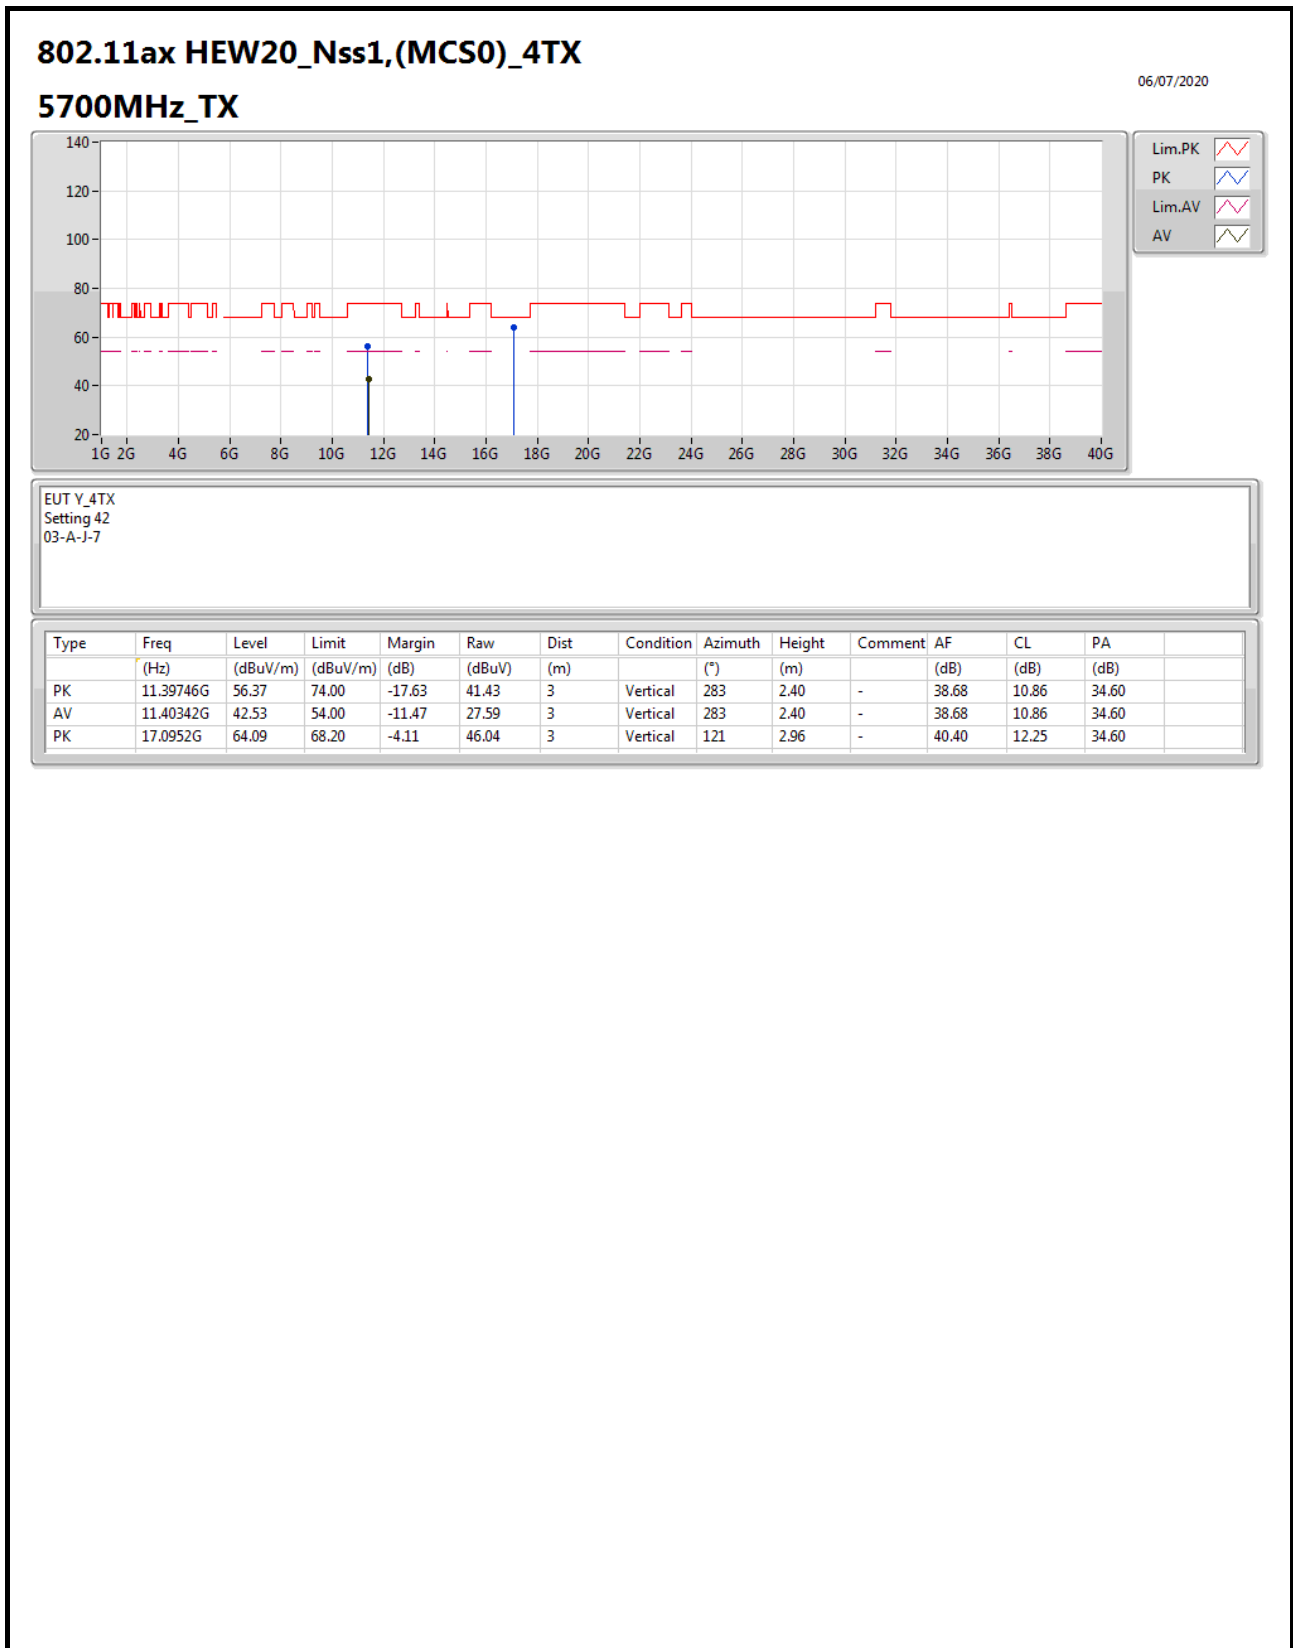 802.11ax HEW20_Nss1,(MCS0)_4TX
06/07/2020
5700MHz_TX
140
120
100
80
60
40
20
1G 2G 4G 6G 8G 10G 12G 14G 16G 18G 20G 22G 24G 26G 28G 30G 32G 34G 36G 38G 40G
Lim.PK
PK
Lim.AV
AV
EUT Y_4TX
Setting 42
03-A-J-7
Type Freq Level Limit Margin Raw Dist Condition Azimuth Height Comment AF CL PA
(Hz) (dBuV/m) (dBuV/m) (dB) (dBuV) (m) (°) (m) (dB) (dB) (dB)
PK 11.39746G 56.37 74.00 -17.63 41.43 3 Vertical 283 2.40 - 38.68 10.86 34.60
AV 11.40342G 42.53 54.00 -11.47 27.59 3 Vertical 283 2.40 - 38.68 10.86 34.60
PK 17.0952G 64.09 68.20 -4.11 46.04 3 Vertical 121 2.96 - 40.40 12.25 34.60